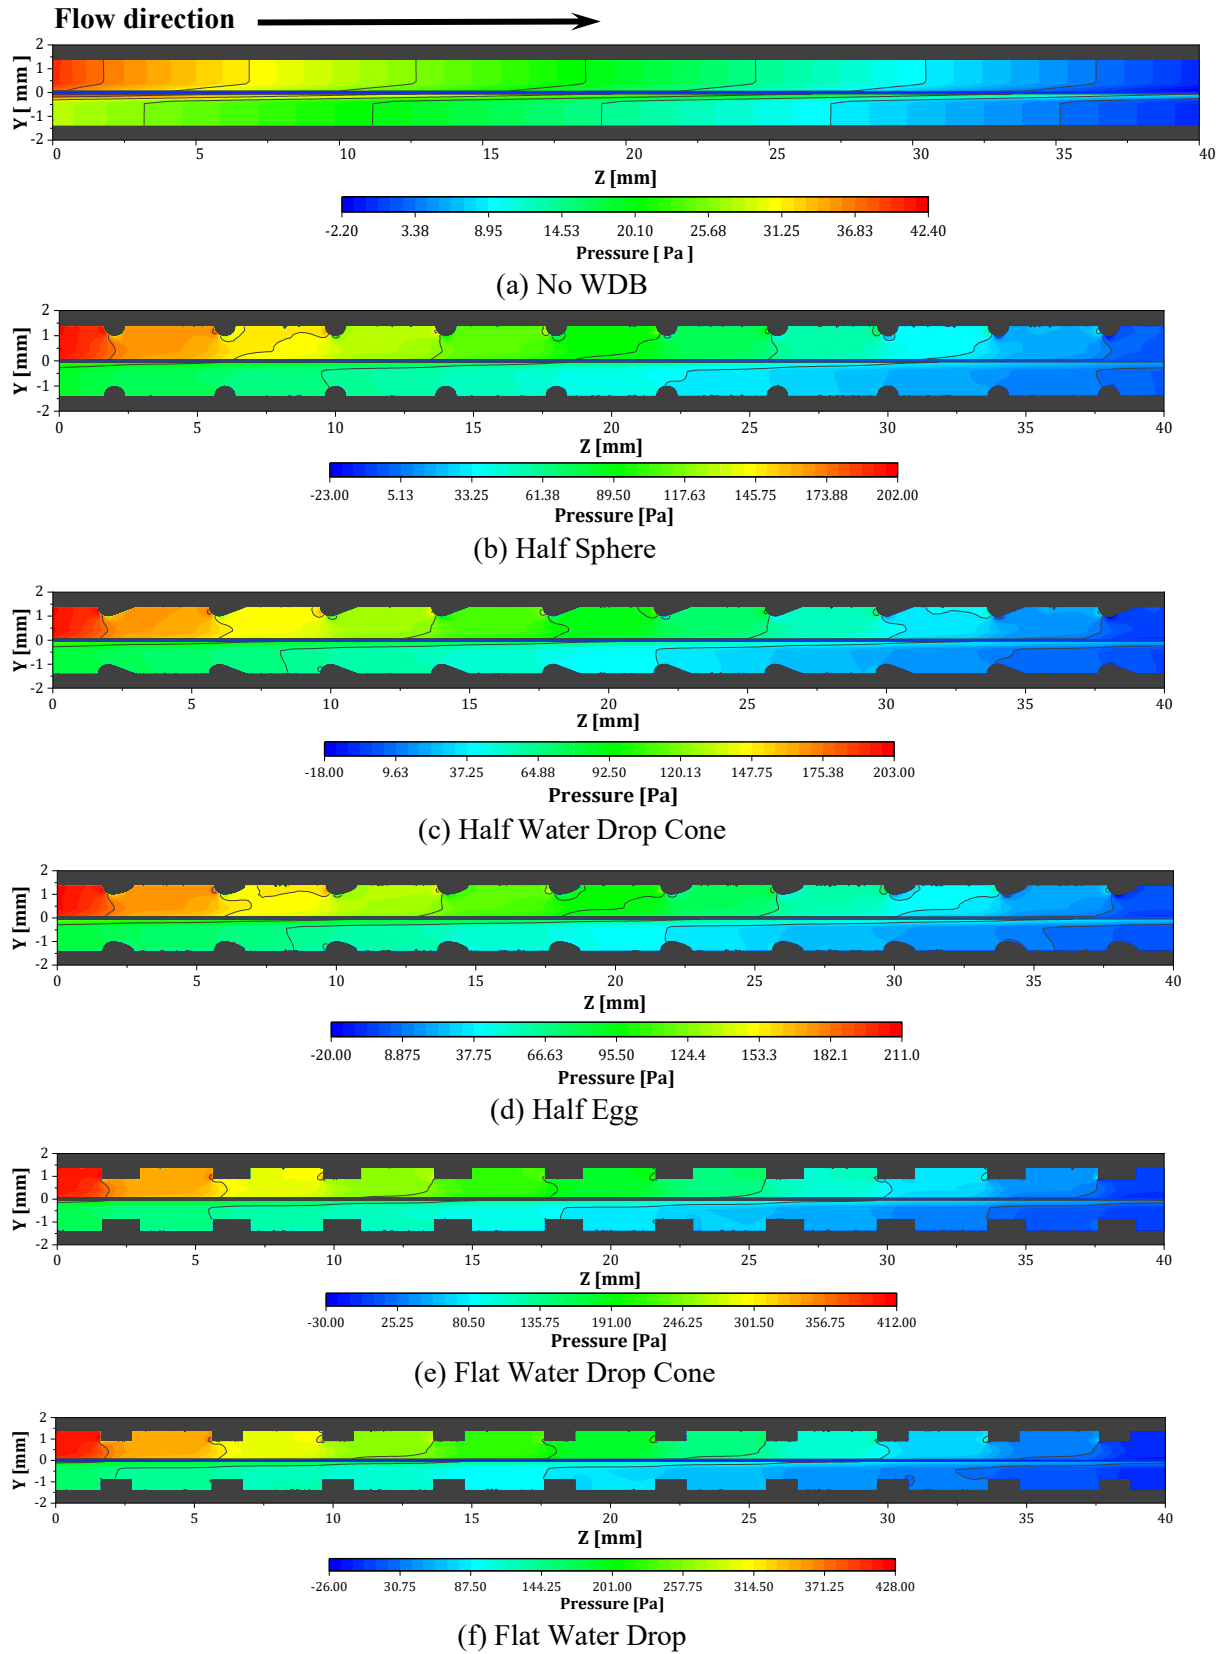 Flow direction
Y [ mm ]
2
1
0
-1
-2
0 5 10 15 20 25 30 35 40
Z [mm]
-2.20 3.38 8.95 14.53 20.10 25.68 31.25 36.83 42.40
Pressure [ Pa ]
(a) No WDB
Y [mm]
2
1
0
-1
-2
0 5 10 15 20 25 30 35 40
Z [mm]
-23.00 5.13 33.25 61.38 89.50 117.63 145.75 173.88 202.00
Pressure [Pa]
(b) Half Sphere
Y [mm]
2
1
0
-1
-2
0 5 10 15 20 25 30 35 40
Z [mm]
-18.00 9.63 37.25 64.88 92.50 120.13 147.75 175.38 203.00
Pressure [Pa]
(c) Half Water Drop Cone
Y [mm]
2
1
0
-1
-2
0 5 10 15 20 25 30 35 40
Z [mm]
-20.00 8.875 37.75 66.63 95.50 124.4 153.3 182.1 211.0
Pressure [Pa]
(d) Half Egg
Y [mm]
2
1
0
-1
-2
0 5 10 15 20 25 30 35 40
Z [mm]
-30.00 25.25 80.50 135.75 191.00 246.25 301.50 356.75 412.00
Pressure [Pa]
(e) Flat Water Drop Cone
Y [mm]
2
1
0
-1
-2
0 5 10 15 20 25 30 35 40
Z [mm]
-26.00 30.75 87.50 144.25 201.00 257.75 314.50 371.25 428.00
Pressure [Pa]
(f) Flat Water Drop